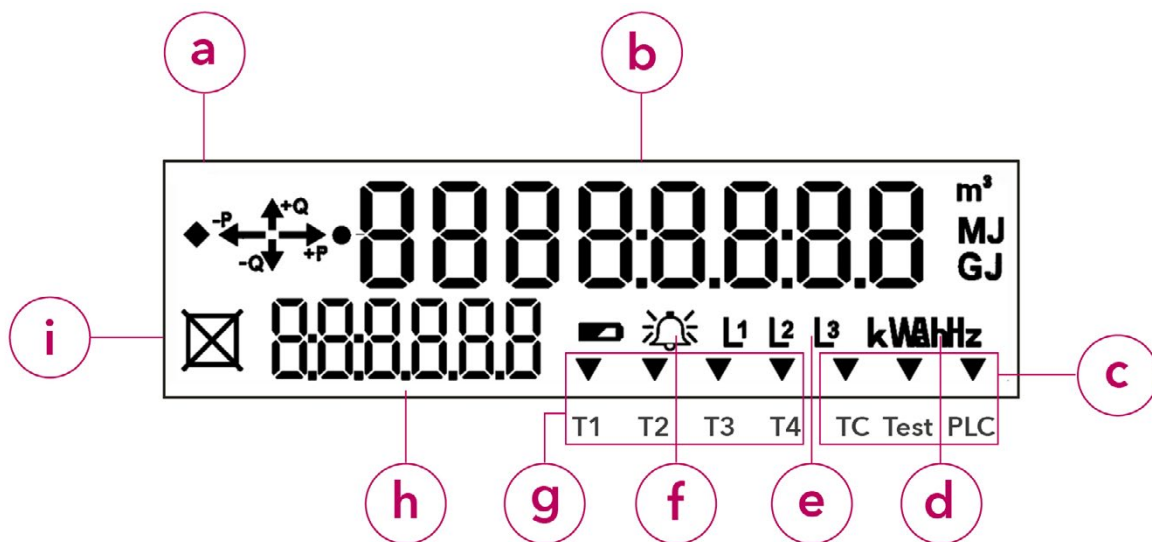 a b
+Q
-P
+P
-Q
8888:8.8:8.8
m³
MJ
GJ
i
8:8:8.8.8.8
L1 L2 L3 kWAhHz
c
T1 T2 T3 T4 TC Test PLC
h g f e d